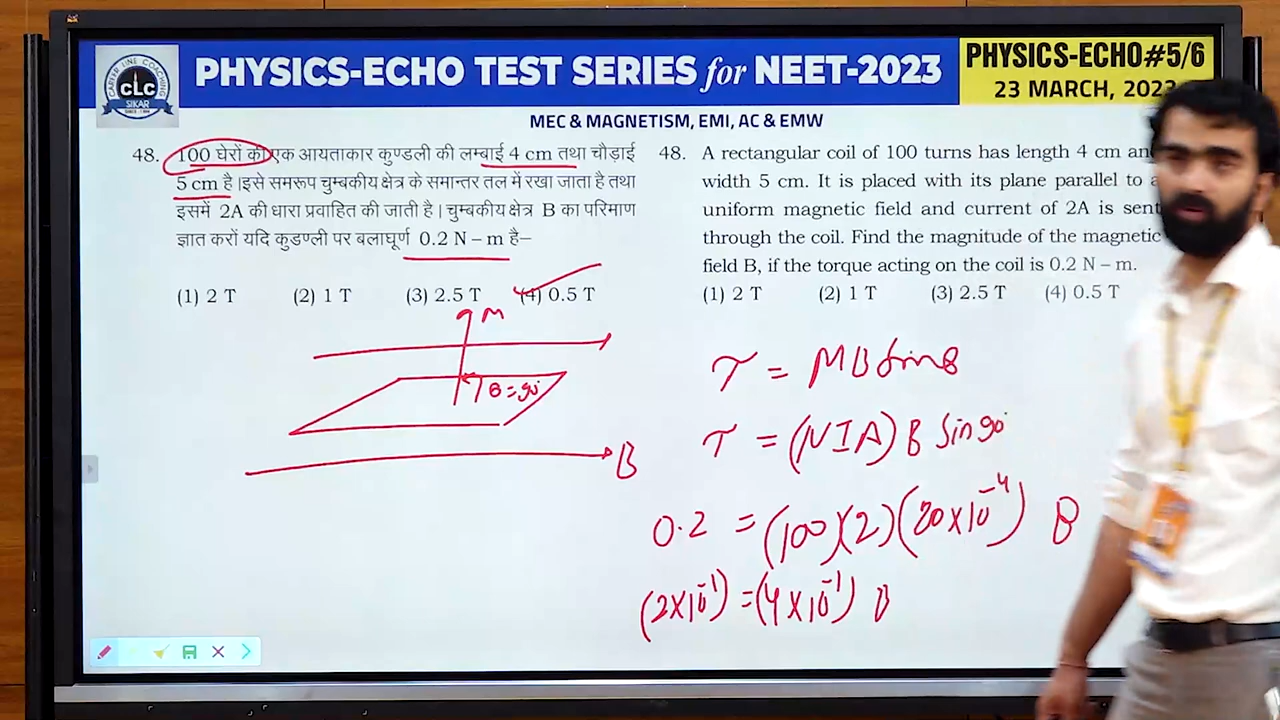 CAREER LINE COACHING
CLC
SIKAR
PHYSICS-ECHO TEST SERIES for NEET-2023
PHYSICS-ECHO#5/6
23 MARCH, 2023
MEC & MAGNETISM, EMI, AC & EMW
48. 100 घेरों की एक आयताकार कुण्डली की लम्बाई 4 cm तथा चौड़ाई
5 cm है। इसे समरूप चुम्बकीय क्षेत्र के समान्तर तल में रखा जाता है तथा
इसमें 2A की धारा प्रवाहित की जाती है। चुम्बकीय क्षेत्र B का परिमाण
ज्ञात करों यदि कुडण्ली पर बलाघूर्ण 0.2 N – m है–
(1) 2 T (2) 1 T (3) 2.5 T (4) 0.5 T
48. A rectangular coil of 100 turns has length 4 cm an
width 5 cm. It is placed with its plane parallel to a
uniform magnetic field and current of 2A is sent
through the coil. Find the magnitude of the magnetic
field B, if the torque acting on the coil is 0.2 N – m.
(1) 2 T (2) 1 T (3) 2.5 T (4) 0.5 T
M
θ=90°
B
τ = MB sinθ
τ = (NIA) B Sin90°
0.2 = (100)(2)(20×10⁻⁴) B
(2×10⁻¹) = (4×10⁻¹) B